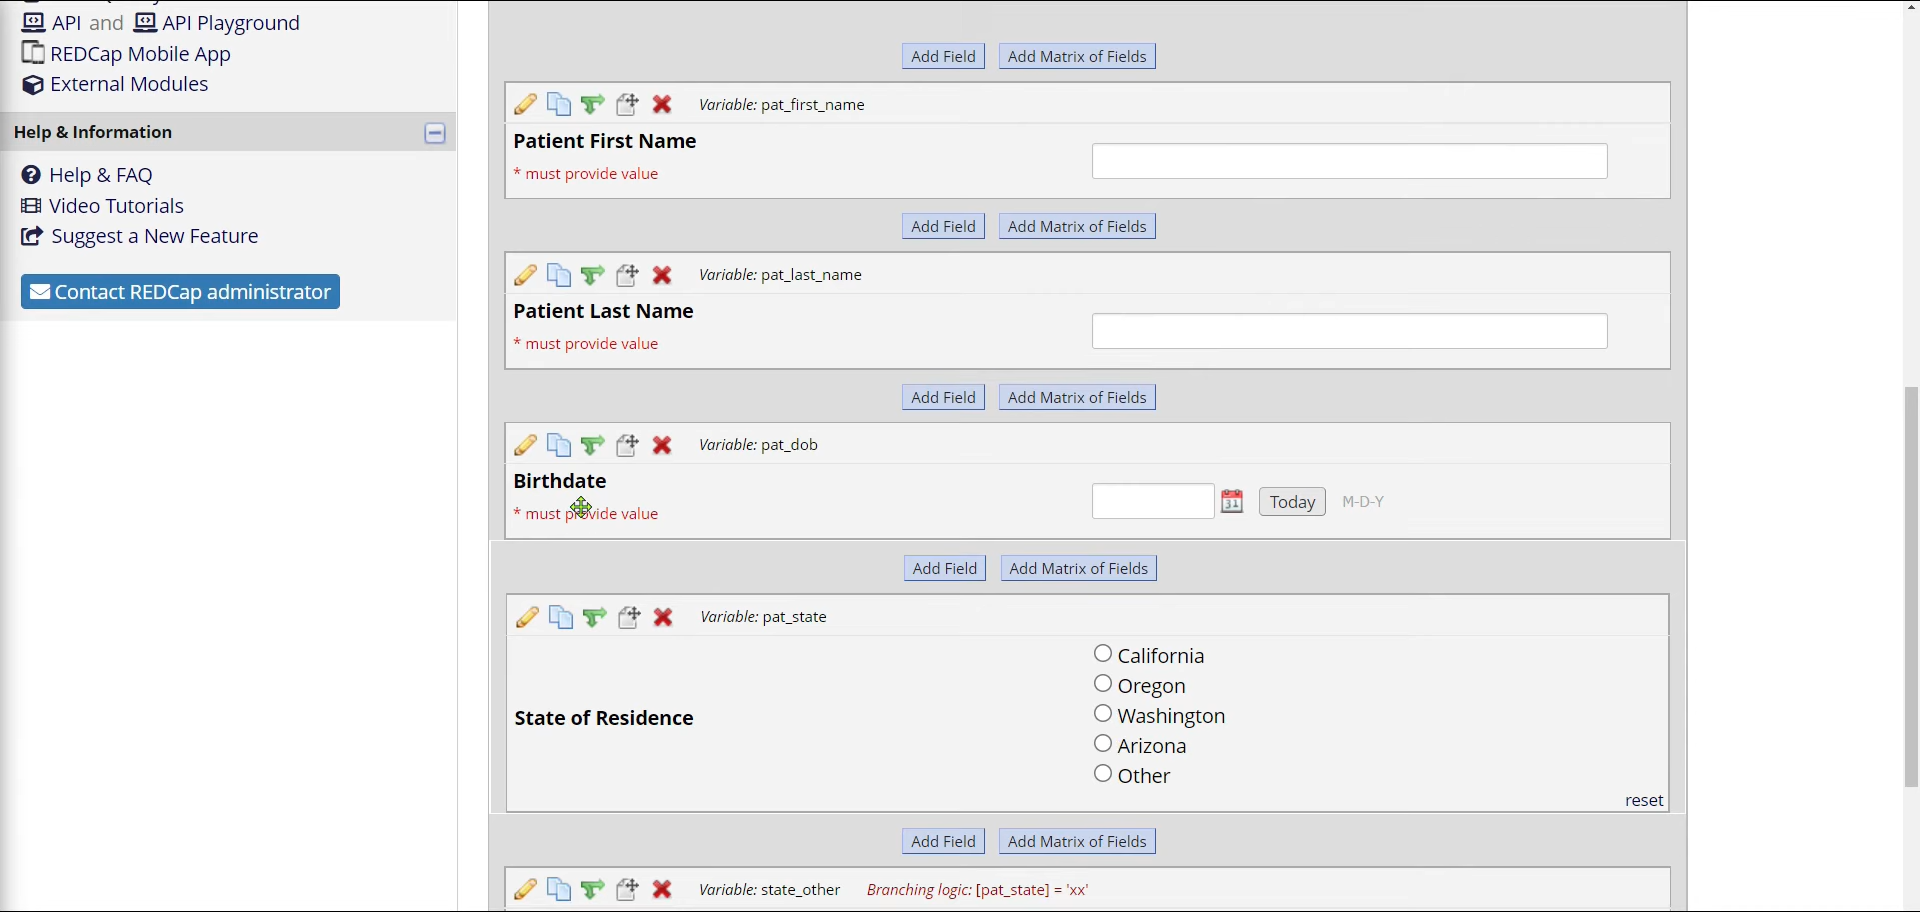 API and API Playground
REDCap Mobile App
External Modules
Help & Information
Help & FAQ
Video Tutorials
Suggest a New Feature
Contact REDCap administrator
Add Field Add Matrix of Fields
Variable: pat_first_name
Patient First Name
* must provide value
Add Field Add Matrix of Fields
Variable: pat_last_name
Patient Last Name
* must provide value
Add Field Add Matrix of Fields
Variable: pat_dob
Birthdate
* must provide value
31 Today M-D-Y
Add Field Add Matrix of Fields
Variable: pat_state
State of Residence
California
Oregon
Washington
Arizona
Other
reset
Add Field Add Matrix of Fields
Variable: state_other Branching logic: [pat_state] = 'xx'